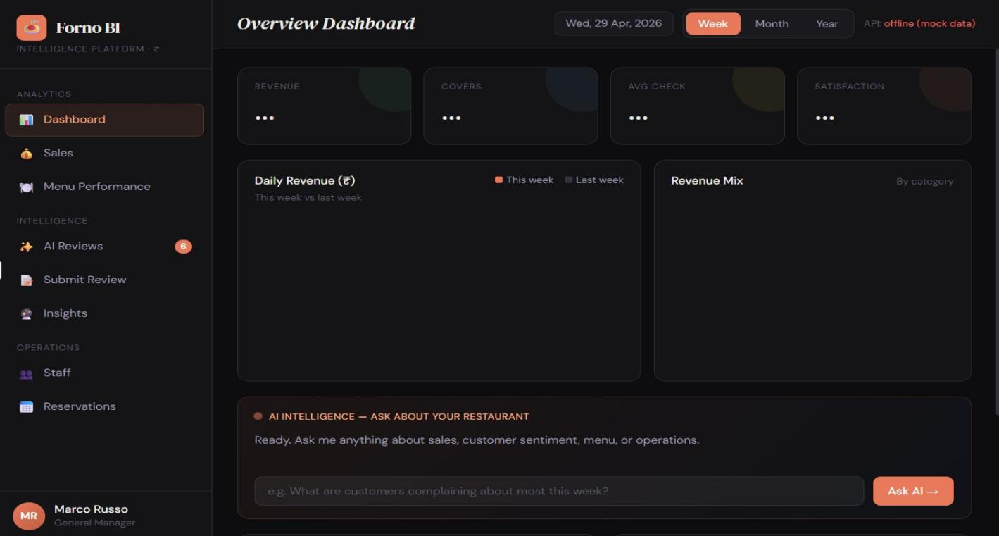 Forno BI
INTELLIGENCE PLATFORM · ₹
ANALYTICS
Dashboard
Sales
Menu Performance
INTELLIGENCE
AI Reviews 6
Submit Review
Insights
OPERATIONS
Staff
Reservations
MR
Marco Russo
General Manager
Overview Dashboard
Wed, 29 Apr, 2026
Week Month Year
API: offline (mock data)
REVENUE
...
COVERS
...
AVG CHECK
...
SATISFACTION
...
Daily Revenue (₹)
This week vs last week
This week Last week
Revenue Mix
By category
AI INTELLIGENCE — ASK ABOUT YOUR RESTAURANT
Ready. Ask me anything about sales, customer sentiment, menu, or operations.
e.g. What are customers complaining about most this week?
Ask AI →